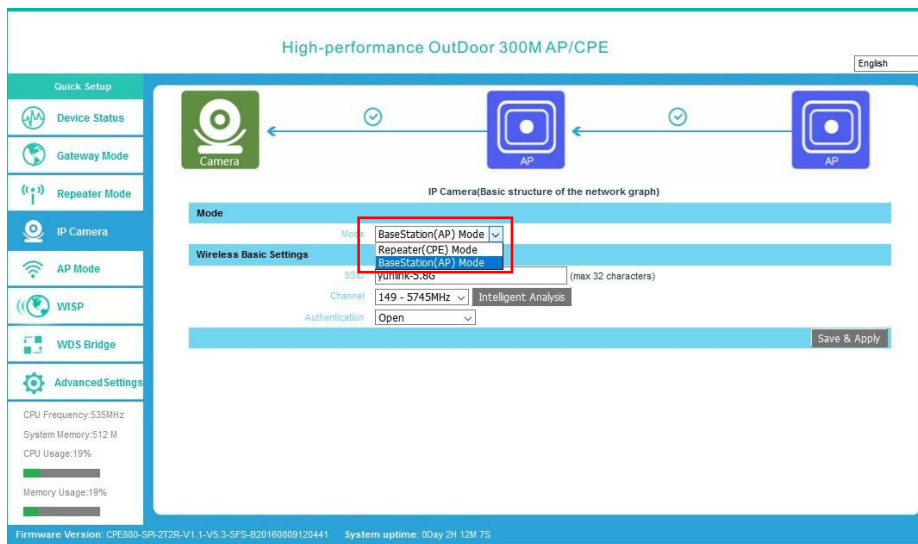 High-performance OutDoor 300M AP/CPE
English
Quick Setup
Device Status
Gateway Mode
Repeater Mode
IP Camera
AP Mode
WISP
WDS Bridge
Advanced Settings
CPU Frequency:535MHz
System Memory:512 M
CPU Usage:19%
Memory Usage:19%
Camera
AP
AP
IP Camera(Basic structure of the network graph)
Mode
Mode BaseStation(AP) Mode
Repeater(CPE) Mode
BaseStation(AP) Mode
Wireless Basic Settings
SSID yunlink-5.8G (max 32 characters)
Channel 149 - 5745MHz Intelligent Analysis
Authentication Open
Save & Apply
Firmware Version: CPE880-SPI-2T2R-V1.1-V5.3-SFS-B20160809120441 System uptime: 0Day 2H 12M 7S